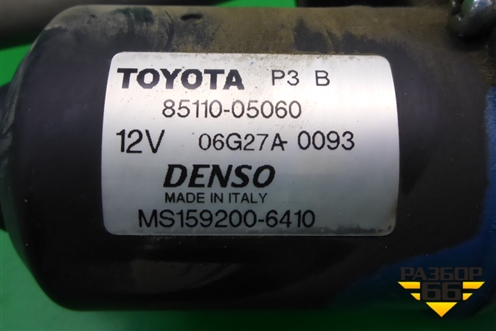 TOYOTA P3 B
85110-05060
12V 06G27A 0093
DENSO
MADE IN ITALY
MS159200-6410
РАЗБОР
66